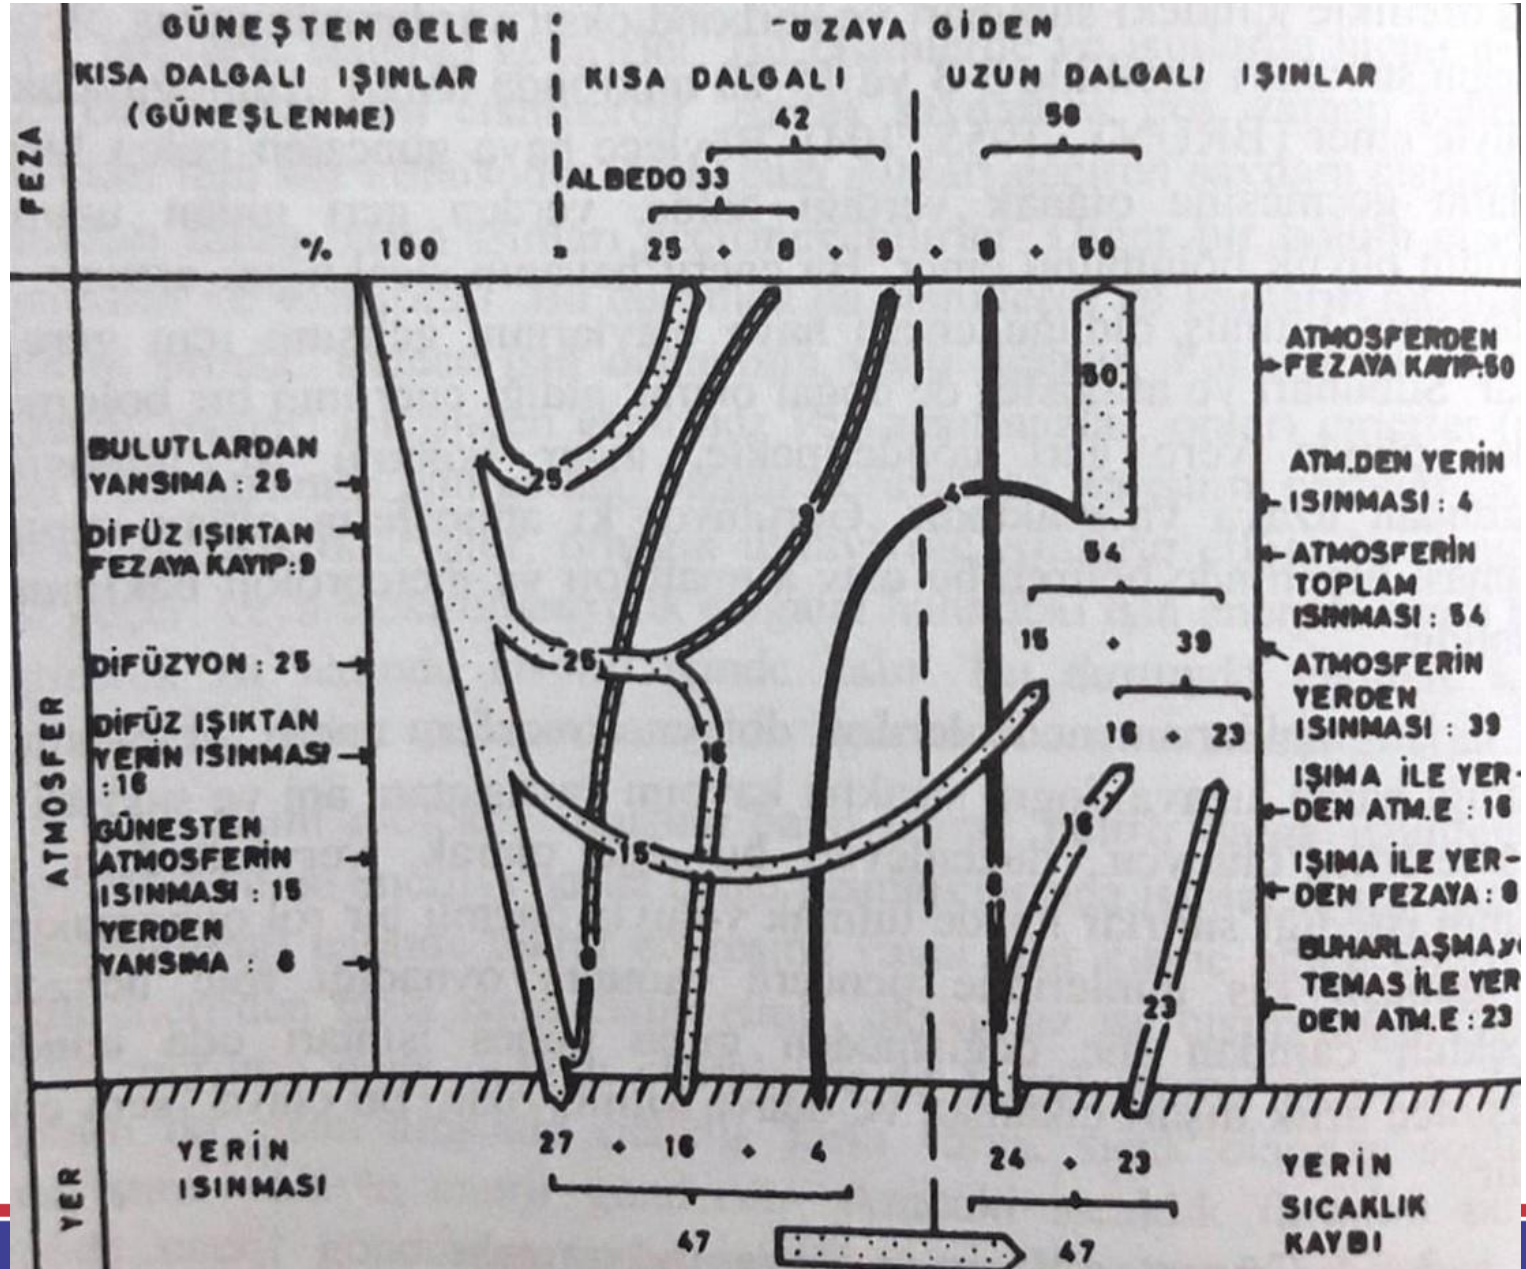 GÜNEŞTEN GELEN
KISA DALGALI IŞINLAR
(GÜNEŞLENME)
UZAYA GİDEN
KISA DALGALI
UZUN DALGALI IŞINLAR
42
58
ALBEDO 33
% 100 = 25 + 8 + 9 + 8 + 50
FEZA
ATMOSFER
YER
BULUTLARDAN
YANSIMA : 25
DİFÜZ IŞIKTAN
FEZAYA KAYIP:9
DİFÜZYON : 25
DİFÜZ IŞIKTAN
YERİN ISINMASI
:16
GÜNESTEN
ATMOSFERİN
ISINMASI : 15
YERDEN
YANSIMA : 8
25
9
25
16
15
8
4
50
54
15 + 39
16 + 23
8
16
23
ATMOSFERDEN
FEZAYA KAYIP:50
ATM.DEN YERİN
ISINMASI : 4
ATMOSFERİN
TOPLAM
ISINMASI : 54
ATMOSFERİN
YERDEN
ISINMASI : 39
IŞIMA İLE YER-
DEN ATM.E : 16
IŞIMA İLE YER-
DEN FEZAYA : 8
BUHARLAŞMA,
TEMAS İLE YER
DEN ATM.E : 23
YERİN
ISINMASI
27 + 16 + 4
47
24 + 23
47
YERİN
SICAKLIK
KAYBI